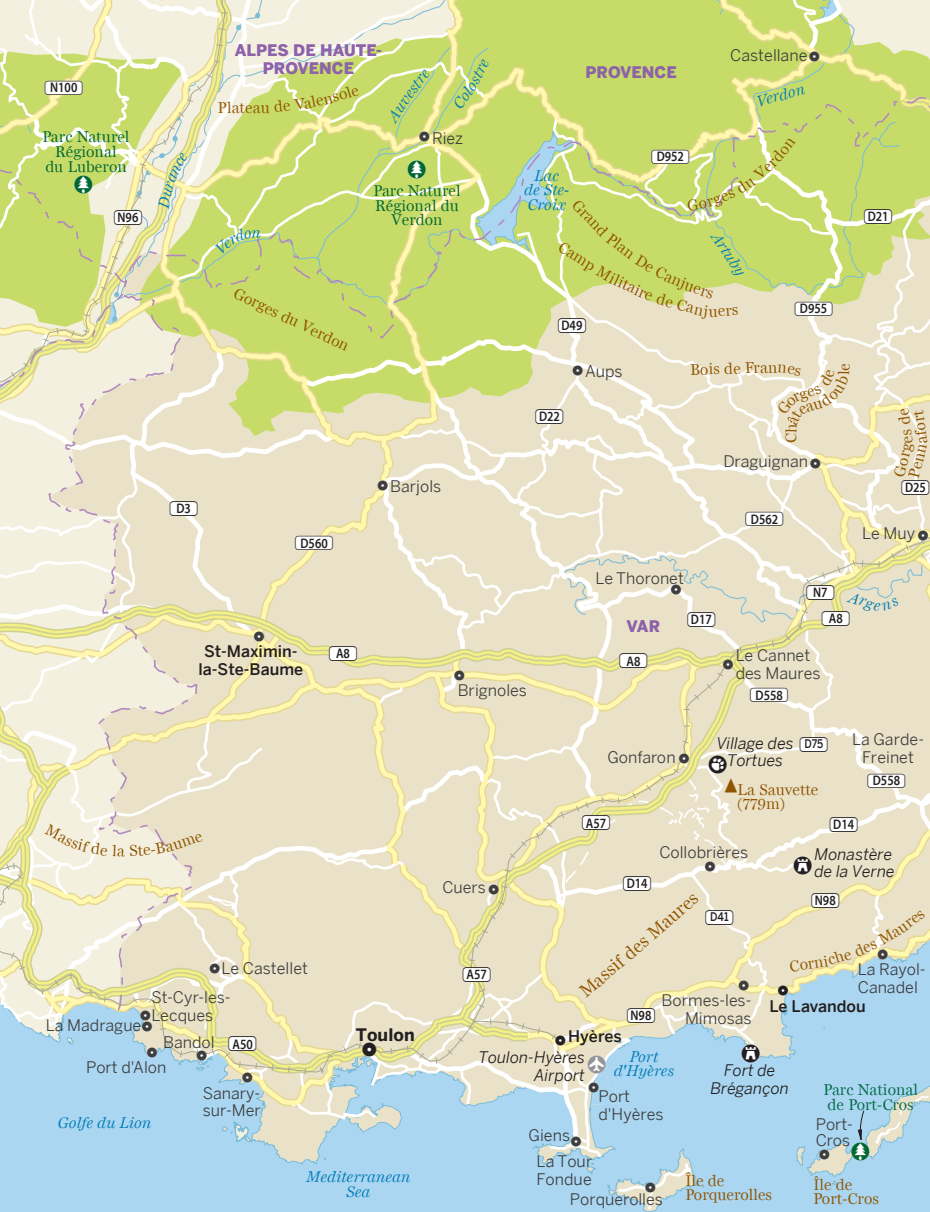 ALPES DE HAUTE-
PROVENCE
PROVENCE
Castellane
N100
Plateau de Valensole
Auvestre
Colostre
Verdon
Parc Naturel
Régional
du Luberon
Durance
Riez
Parc Naturel
Régional du
Verdon
D952
Gorges du Verdon
Lac
de Ste-
Croix
N96
D21
Verdon
Grand Plan De Canjuers
Artuby
Camp Militaire de Canjuers
Gorges du Verdon
D955
D49
Aups
Bois de Frannes
Gorges de
Châteaudouble
D22
Gorges de
Pennafort
Draguignan
Barjols
D25
D3
D562
D560
Le Muy
Le Thoronet
N7
Argens
VAR
D17
A8
St-Maximin-
la-Ste-Baume
A8
A8
Le Cannet
des Maures
Brignoles
D558
Village des
Tortues
D75
La Garde-
Freinet
Gonfaron
La Sauvette
(779m)
D558
A57
D14
Massif de la Ste-Baume
Collobrières
Monastère
de la Verne
Cuers
D14
N98
Massif des Maures
D41
Corniche des Maures
Le Castellet
A57
La Rayol-
Canadel
St-Cyr-les-
Lecques
Bormes-les-
Mimosas
Le Lavandou
La Madrague
N98
Toulon
Hyères
Bandol
A50
Port d'Alon
Toulon-Hyères
Airport
Port
d'Hyères
Fort de
Brégançon
Sanary-
sur-Mer
Port
d'Hyères
Parc National
de Port-Cros
Golfe du Lion
Port-
Cros
Giens
La Tour
Fondue
Mediterranean
Sea
Île de
Porquerolles
Île de
Port-Cros
Porquerolles